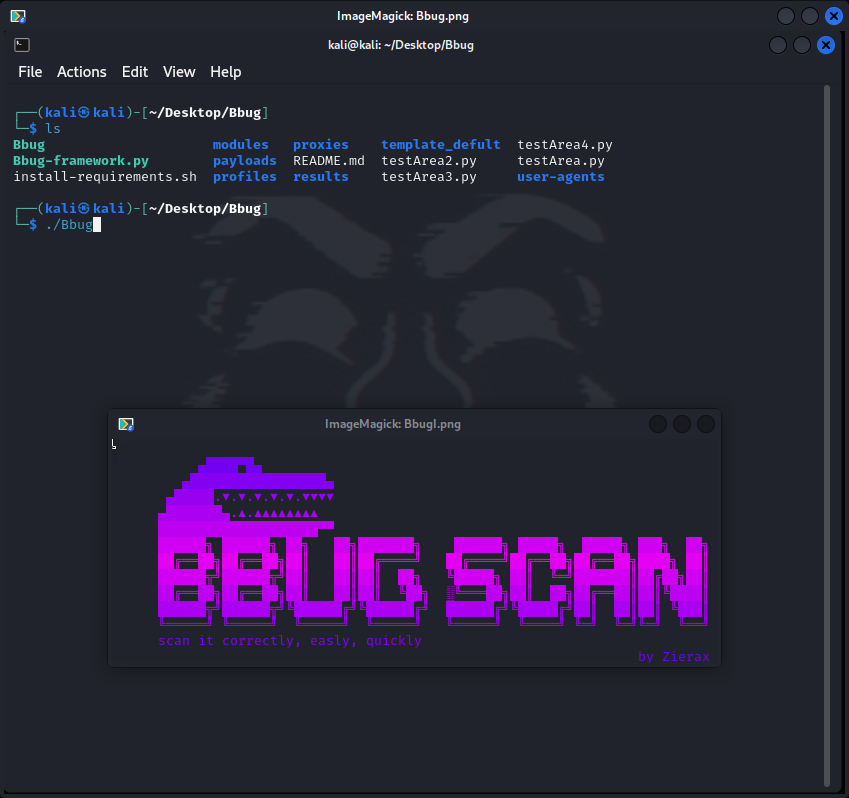 ImageMagick: Bbug.png
kali@kali: ~/Desktop/Bbug
File Actions Edit View Help
┌──(kali㉿kali)-[~/Desktop/Bbug]
└─$ ls
Bbug modules proxies template_defult testArea4.py
Bbug-framework.py payloads README.md testArea2.py testArea.py
install-requirements.sh profiles results testArea3.py user-agents
┌──(kali㉿kali)-[~/Desktop/Bbug]
└─$ ./Bbug
ImageMagick: BbugI.png
BBUG SCAN
scan it correctly, easly, quickly
by Zierax